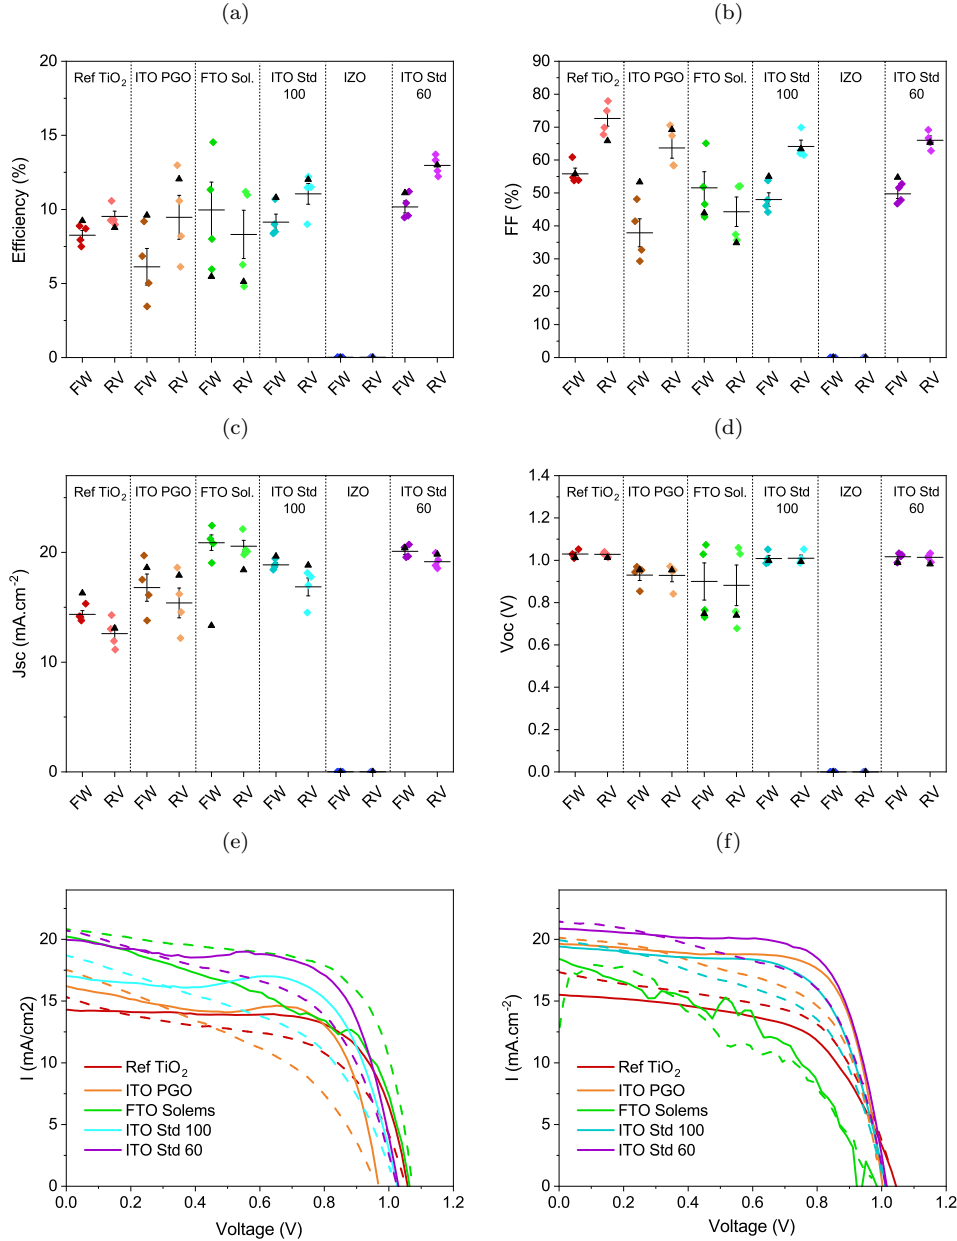 (a)
(b)
20
15
10
5
0
Efficiency (%)
Ref TiO₂
ITO PGO
FTO Sol.
ITO Std
100
IZO
ITO Std
60
FW
RV
FW
RV
FW
RV
FW
RV
FW
RV
FW
RV
90
80
70
60
50
40
30
20
10
0
FF (%)
Ref TiO₂
ITO PGO
FTO Sol.
ITO Std
100
IZO
ITO Std
60
FW
RV
FW
RV
FW
RV
FW
RV
FW
RV
FW
RV
(c)
(d)
20
10
0
Jsc (mA.cm⁻²)
Ref TiO₂
ITO PGO
FTO Sol.
ITO Std
100
IZO
ITO Std
60
FW
RV
FW
RV
FW
RV
FW
RV
FW
RV
FW
RV
1.4
1.2
1.0
0.8
0.6
0.4
0.2
0.0
Voc (V)
Ref TiO₂
ITO PGO
FTO Sol.
ITO Std
100
IZO
ITO Std
60
FW
RV
FW
RV
FW
RV
FW
RV
FW
RV
FW
RV
(e)
(f)
20
15
10
5
0
I (mA/cm2)
Ref TiO₂
ITO PGO
FTO Solems
ITO Std 100
ITO Std 60
0.0 0.2 0.4 0.6 0.8 1.0 1.2
Voltage (V)
20
15
10
5
0
I (mA.cm⁻²)
Ref TiO₂
ITO PGO
FTO Solems
ITO Std 100
ITO Std 60
0.0 0.2 0.4 0.6 0.8 1.0 1.2
Voltage (V)